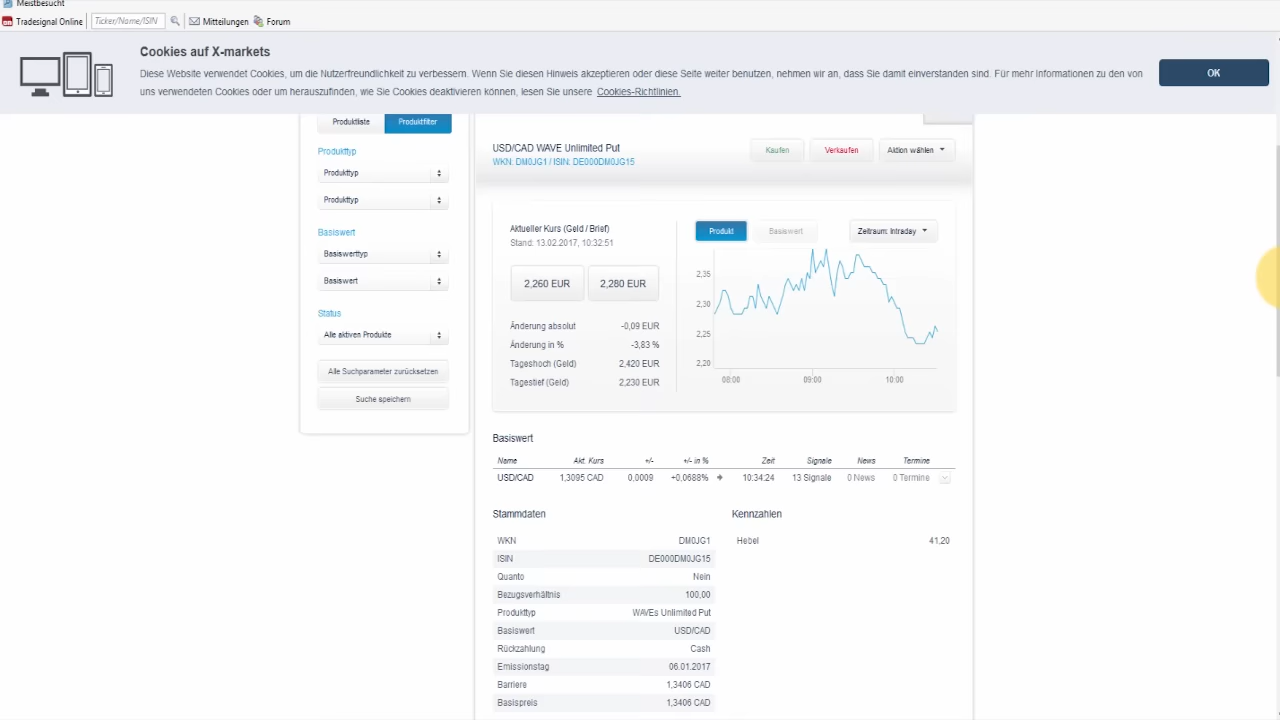 Meistbesucht
Tradesignal Online Ticker/Name/ISIN Mitteilungen Forum
Cookies auf X-markets
Diese Website verwendet Cookies, um die Nutzerfreundlichkeit zu verbessern. Wenn Sie diesen Hinweis akzeptieren oder diese Seite weiter benutzen, nehmen wir an, dass Sie damit einverstanden sind. Für mehr Informationen zu den von
uns verwendeten Cookies oder um herauszufinden, wie Sie Cookies deaktivieren können, lesen Sie unsere Cookies-Richtlinien.
OK
Produktliste Produktfilter
Produkttyp
Produkttyp
Produkttyp
Basiswert
Basiswerttyp
Basiswert
Status
Alle aktiven Produkte
Alle Suchparameter zurücksetzen
Suche speichern
USD/CAD WAVE Unlimited Put
WKN: DM0JG1 / ISIN: DE000DM0JG15
Kaufen Verkaufen Aktion wählen
Aktueller Kurs (Geld / Brief)
Stand: 13.02.2017, 10:32:51
2,260 EUR 2,280 EUR
Änderung absolut -0,09 EUR
Änderung in % -3,83 %
Tageshoch (Geld) 2,420 EUR
Tagestief (Geld) 2,230 EUR
Produkt Basiswert Zeitraum: Intraday
2,35
2,30
2,25
2,20
08:00 09:00 10:00
Basiswert
Name Akt. Kurs +/- +/- in % Zeit Signale News Termine
USD/CAD 1,3095 CAD 0,0009 +0,0688% 10:34:24 13 Signale 0 News 0 Termine
Stammdaten
WKN DM0JG1
ISIN DE000DM0JG15
Quanto Nein
Bezugsverhältnis 100,00
Produkttyp WAVEs Unlimited Put
Basiswert USD/CAD
Rückzahlung Cash
Emissionstag 06.01.2017
Barriere 1,3406 CAD
Basispreis 1,3406 CAD
Kennzahlen
Hebel 41,20